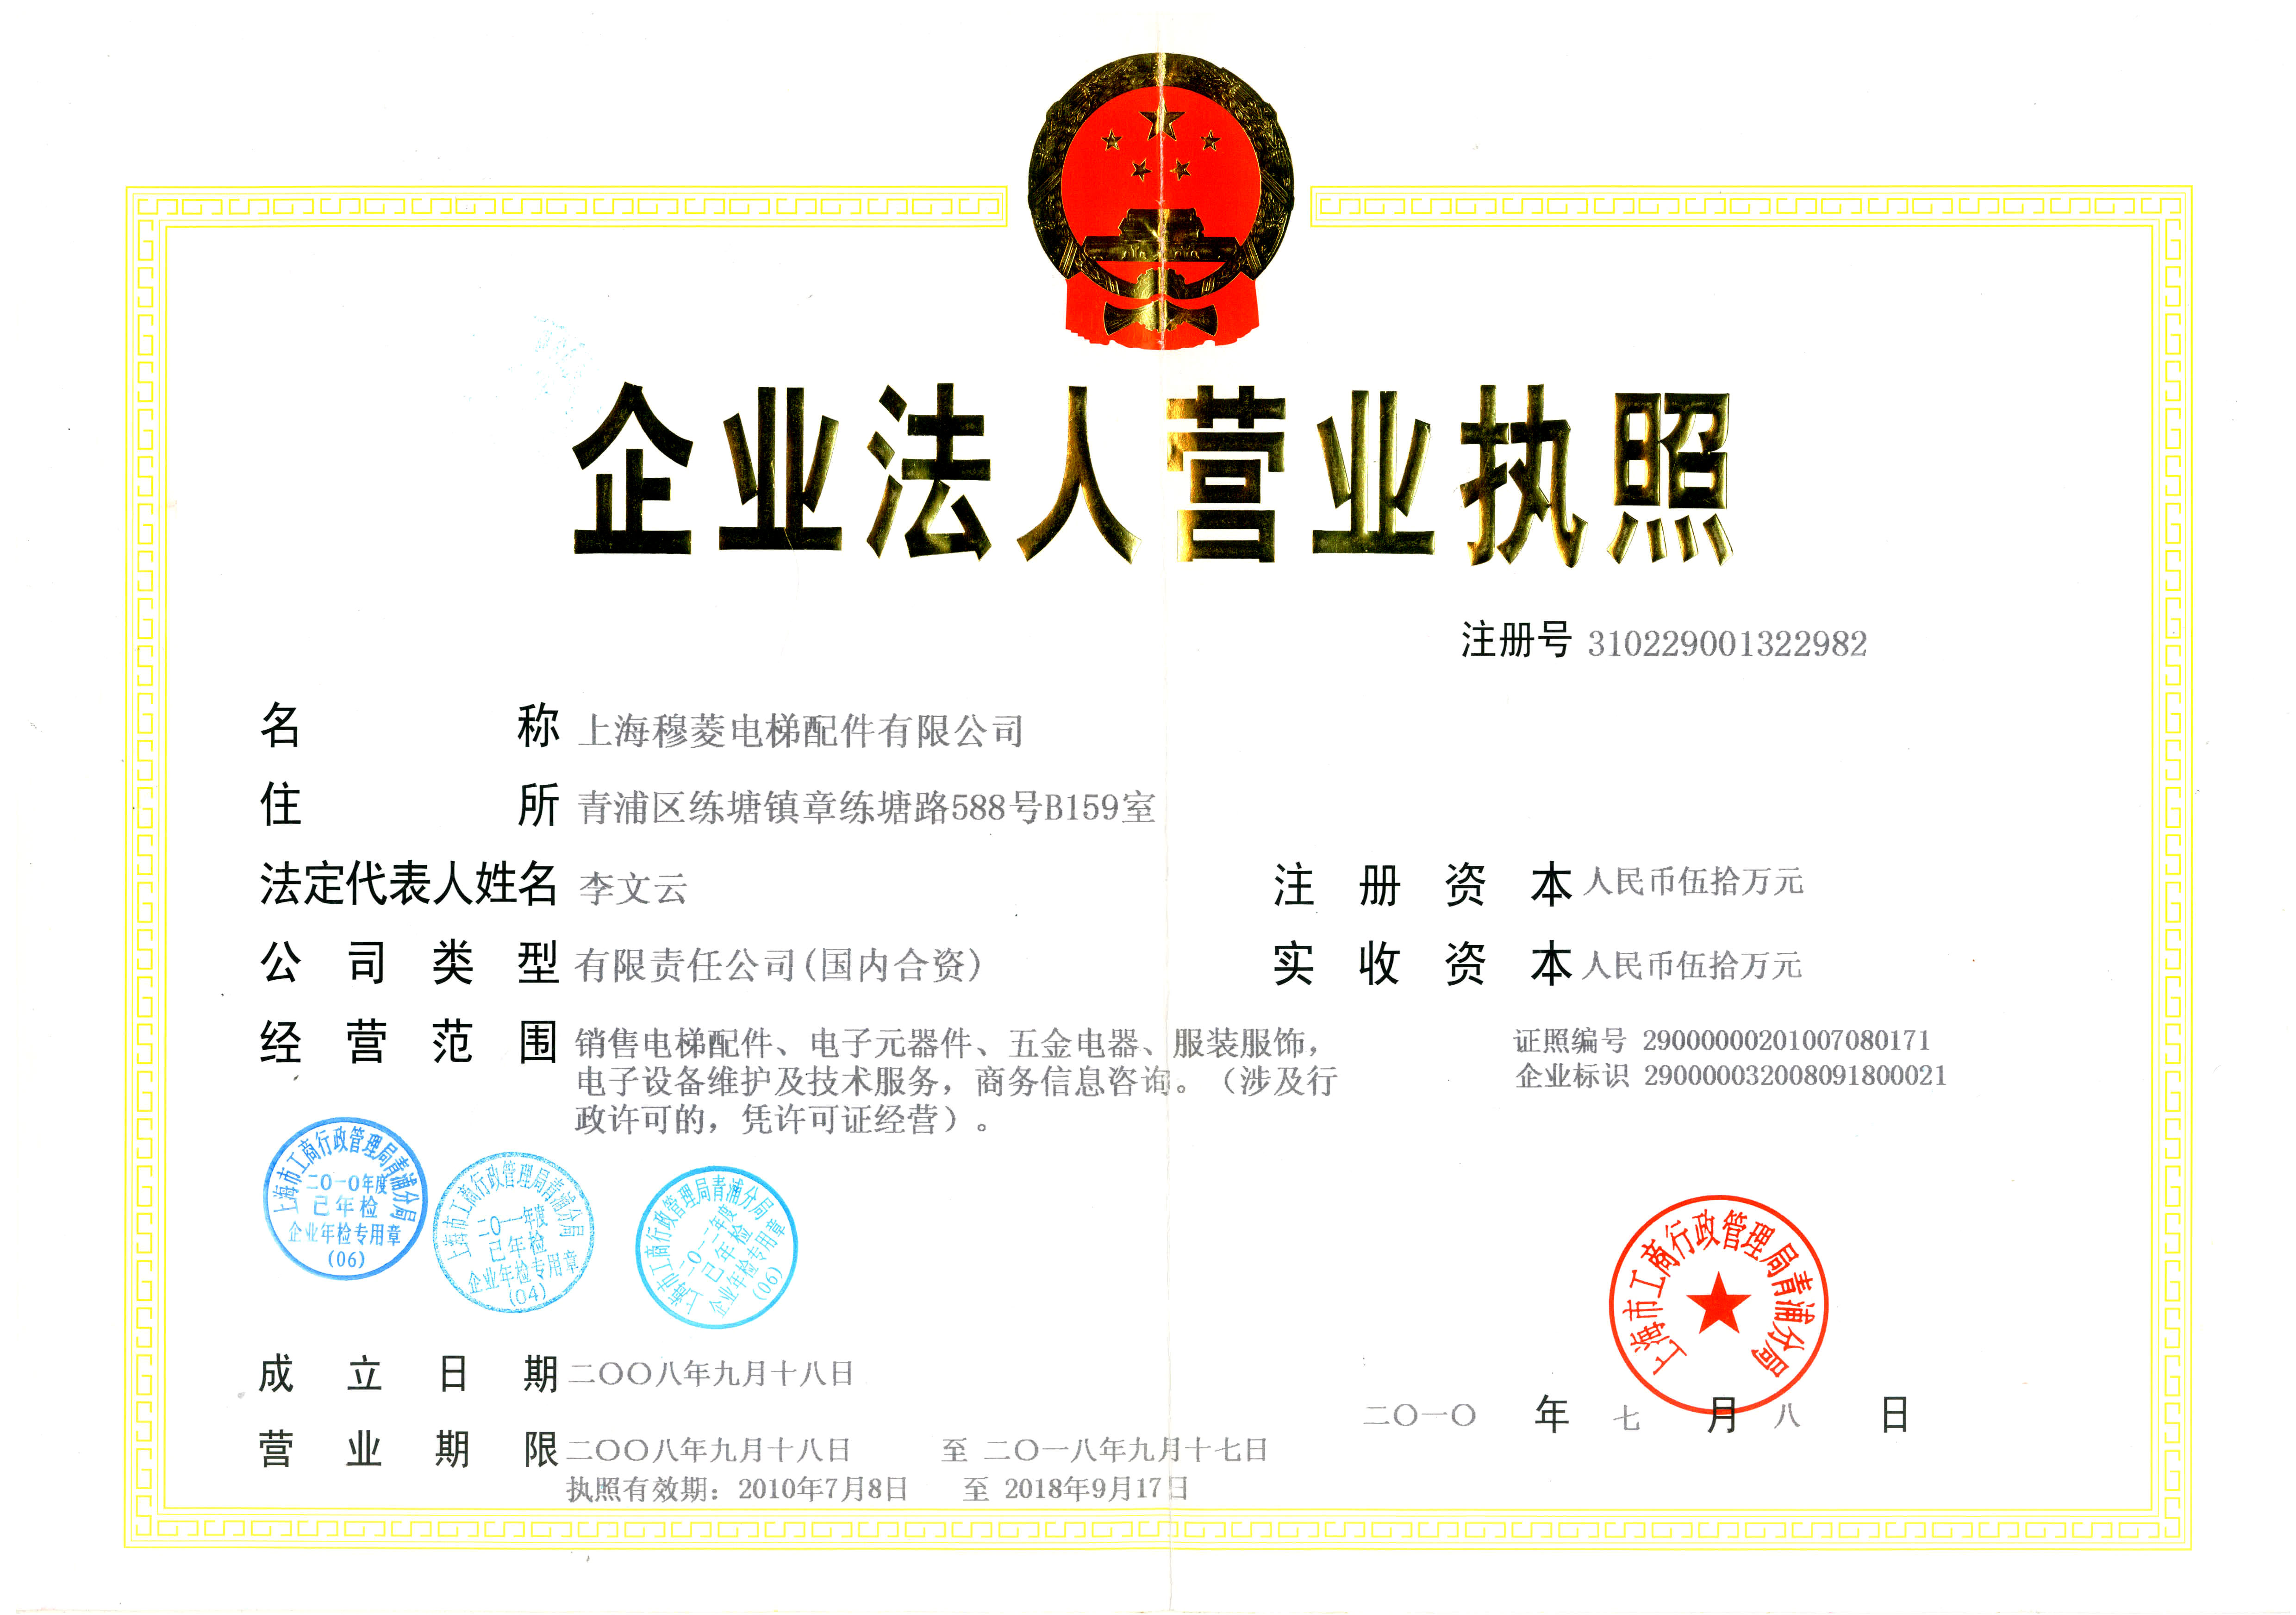 企业法人营业执照
注册号 310229001322982
名称 上海穆菱电梯配件有限公司
住所 青浦区练塘镇章练塘路588号B159室
法定代表人姓名 李文云
注册资本 人民币伍拾万元
公司类型 有限责任公司(国内合资)
实收资本 人民币伍拾万元
经营范围 销售电梯配件、电子元器件、五金电器、服装服饰，
电子设备维护及技术服务，商务信息咨询。（涉及行
政许可的，凭许可证经营）。
证照编号 29000000201007080171
企业标识 290000032008091800021
上海市工商行政管理局青浦分局
二〇一〇年度
已年检
企业年检专用章
(06)
上海市工商行政管理局青浦分局
二〇一一年度
已年检
企业年检专用章
(04)
上海市工商行政管理局青浦分局
二〇一二年度
已年检
企业年检专用章
(06)
上海市工商行政管理局青浦分局
成立日期 二〇〇八年九月十八日
二〇一〇 年 七 月 八 日
营业期限 二〇〇八年九月十八日 至 二〇一八年九月十七日
执照有效期：2010年7月8日 至 2018年9月17日